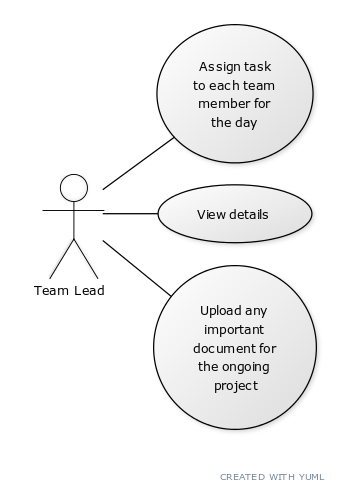 Assign task
to each team
member for
the day
View details
Team Lead
Upload any
important
document for
the ongoing
project
CREATED WITH YUML